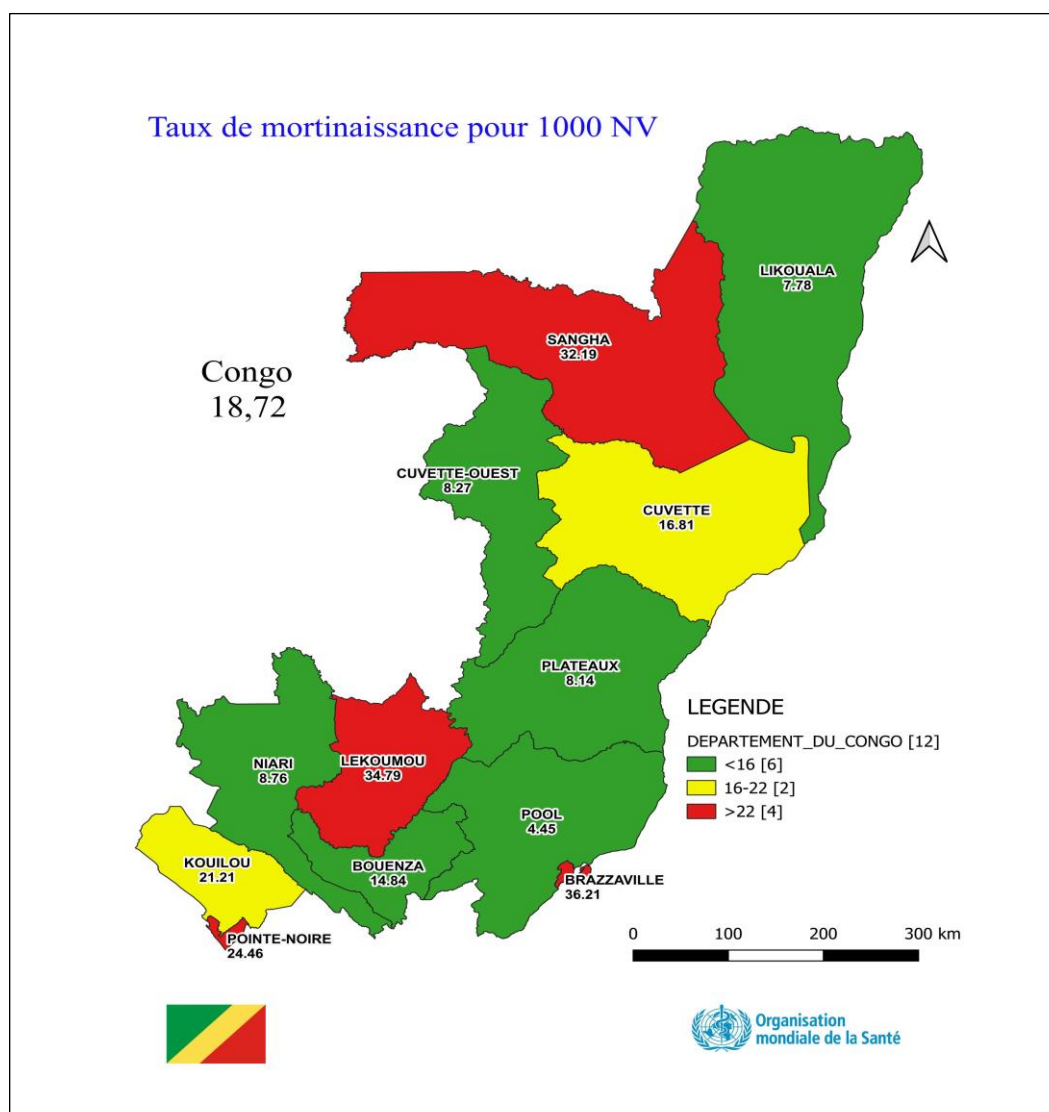 Taux de mortinaissance pour 1000 NV
LIKOUALA
7.78
SANGHA
32.19
Congo
18,72
CUVETTE-OUEST
8.27
CUVETTE
16.81
PLATEAUX
8.14
LEGENDE
DEPARTEMENT_DU_CONGO [12]
<16 [6]
16-22 [2]
>22 [4]
NIARI
8.76
LEKOUMOU
34.79
POOL
4.45
KOUILOU
21.21
BOUENZA
14.84
BRAZZAVILLE
36.21
POINTE-NOIRE
24.46
0 100 200 300 km
Organisation
mondiale de la Santé